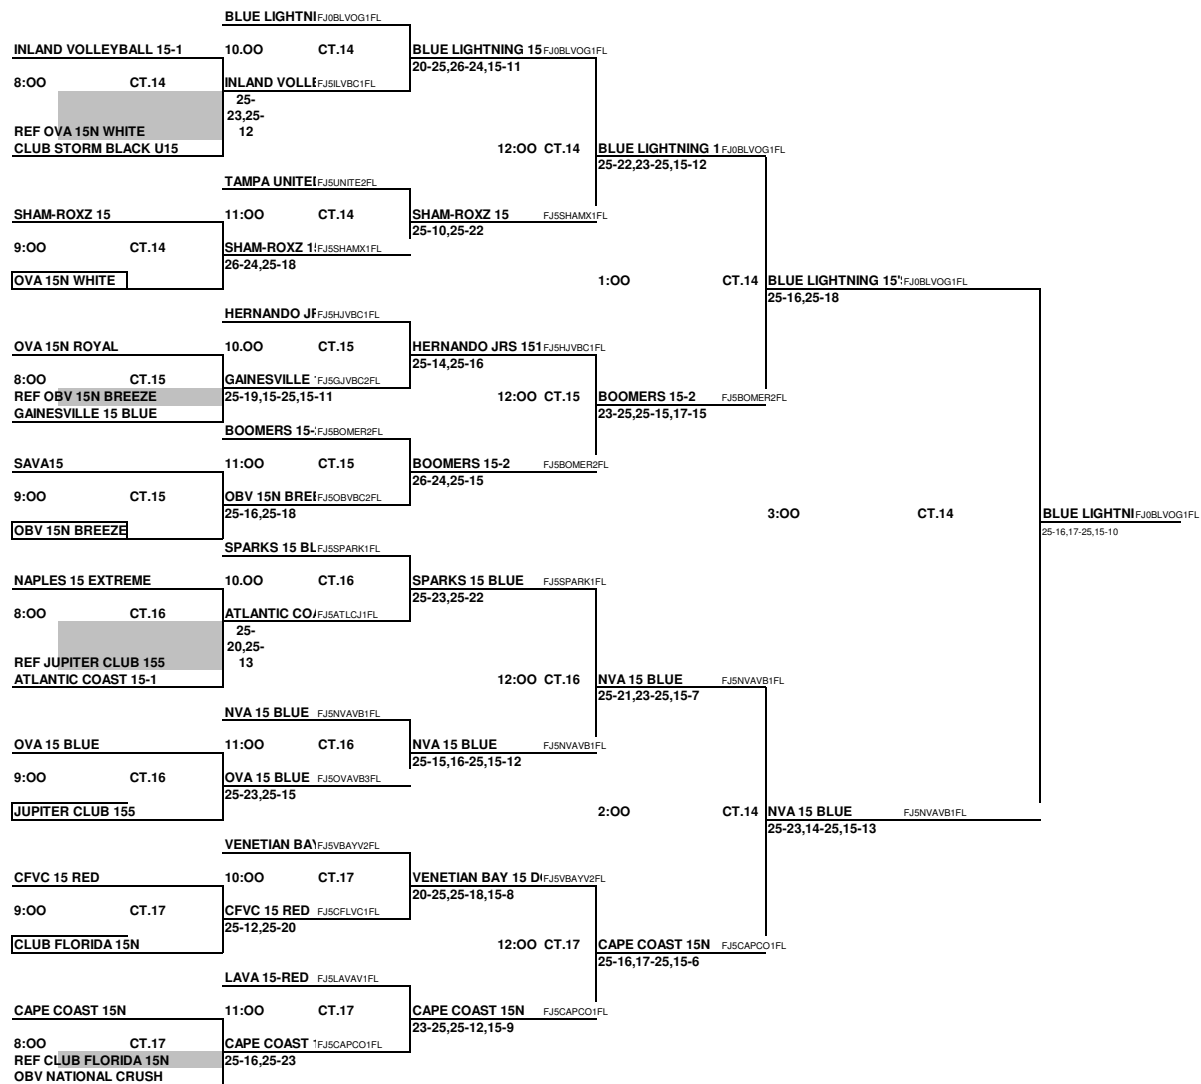 BLUE LIGHTNI FJ0BLVOG1FL
INLAND VOLLEYBALL 15-1 10.OO CT.14 BLUE LIGHTNING 15 FJ0BLVOG1FL
20-25,26-24,15-11
8:OO CT.14 INLAND VOLLE FJ5ILVBC1FL
25-
23,25-
12
REF OVA 15N WHITE
CLUB STORM BLACK U15 12:OO CT.14 BLUE LIGHTNING 1 FJ0BLVOG1FL
25-22,23-25,15-12
TAMPA UNITE FJ5UNITE2FL
SHAM-ROXZ 15 11:OO CT.14 SHAM-ROXZ 15 FJ5SHAMX1FL
25-10,25-22
9:OO CT.14 SHAM-ROXZ 1 FJ5SHAMX1FL
26-24,25-18
OVA 15N WHITE 1:OO CT.14 BLUE LIGHTNING 15' FJ0BLVOG1FL
25-16,25-18
HERNANDO JF FJ5HJVBC1FL
OVA 15N ROYAL 10.OO CT.15 HERNANDO JRS 151 FJ5HJVBC1FL
25-14,25-16
8:OO CT.15 GAINESVILLE FJ5GJVBC2FL
REF OBV 15N BREEZE 25-19,15-25,15-11 12:OO CT.15 BOOMERS 15-2 FJ5BOMER2FL
GAINESVILLE 15 BLUE 23-25,25-15,17-15
BOOMERS 15- FJ5BOMER2FL
SAVA15 11:OO CT.15 BOOMERS 15-2 FJ5BOMER2FL
26-24,25-15
9:OO CT.15 OBV 15N BREE FJ5OBVBC2FL
25-16,25-18 3:OO CT.14 BLUE LIGHTNI FJ0BLVOG1FL
OBV 15N BREEZE 25-16,17-25,15-10
SPARKS 15 BL FJ5SPARK1FL
NAPLES 15 EXTREME 10.OO CT.16 SPARKS 15 BLUE FJ5SPARK1FL
25-23,25-22
8:OO CT.16 ATLANTIC COA FJ5ATLCJ1FL
25-
20,25-
13
REF JUPITER CLUB 155
ATLANTIC COAST 15-1 12:OO CT.16 NVA 15 BLUE FJ5NVAVB1FL
25-21,23-25,15-7
NVA 15 BLUE FJ5NVAVB1FL
OVA 15 BLUE 11:OO CT.16 NVA 15 BLUE FJ5NVAVB1FL
25-15,16-25,15-12
9:OO CT.16 OVA 15 BLUE FJ5OVAVB3FL
25-23,25-15
JUPITER CLUB 155 2:OO CT.14 NVA 15 BLUE FJ5NVAVB1FL
25-23,14-25,15-13
VENETIAN BAY FJ5VBAYV2FL
CFVC 15 RED 10:OO CT.17 VENETIAN BAY 15 D FJ5VBAYV2FL
20-25,25-18,15-8
9:OO CT.17 CFVC 15 RED FJ5CFLVC1FL
25-12,25-20
CLUB FLORIDA 15N 12:OO CT.17 CAPE COAST 15N FJ5CAPCO1FL
25-16,17-25,15-6
LAVA 15-RED FJ5LAVAV1FL
CAPE COAST 15N 11:OO CT.17 CAPE COAST 15N FJ5CAPCO1FL
23-25,25-12,15-9
8:OO CT.17 CAPE COAST FJ5CAPCO1FL
REF CLUB FLORIDA 15N 25-16,25-23
OBV NATIONAL CRUSH